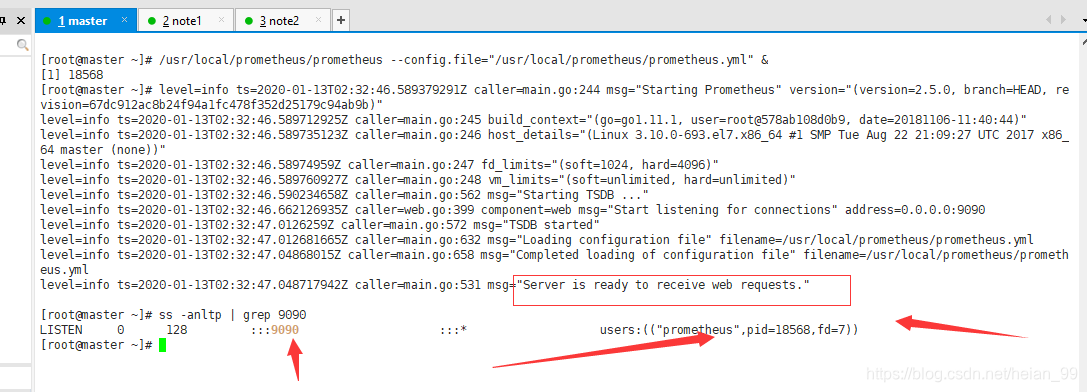 1 master × 2 note1 × 3 note2 × +
[root@master ~]# /usr/local/prometheus/prometheus --config.file="/usr/local/prometheus/prometheus.yml" &
[1] 18568
[root@master ~]# level=info ts=2020-01-13T02:32:46.589379291Z caller=main.go:244 msg="Starting Prometheus" version="(version=2.5.0, branch=HEAD, re
vision=67dc912ac8b24f94a1fc478f352d25179c94ab9b)"
level=info ts=2020-01-13T02:32:46.589712925Z caller=main.go:245 build_context="(go=go1.11.1, user=root@578ab108d0b9, date=20181106-11:40:44)"
level=info ts=2020-01-13T02:32:46.589735123Z caller=main.go:246 host_details="(Linux 3.10.0-693.el7.x86_64 #1 SMP Tue Aug 22 21:09:27 UTC 2017 x86_
64 master (none))"
level=info ts=2020-01-13T02:32:46.58974959Z caller=main.go:247 fd_limits="(soft=1024, hard=4096)"
level=info ts=2020-01-13T02:32:46.589760927Z caller=main.go:248 vm_limits="(soft=unlimited, hard=unlimited)"
level=info ts=2020-01-13T02:32:46.590234658Z caller=main.go:562 msg="Starting TSDB ..."
level=info ts=2020-01-13T02:32:46.662126935Z caller=web.go:399 component=web msg="Start listening for connections" address=0.0.0.0:9090
level=info ts=2020-01-13T02:32:47.0126259Z caller=main.go:572 msg="TSDB started"
level=info ts=2020-01-13T02:32:47.012681665Z caller=main.go:632 msg="Loading configuration file" filename=/usr/local/prometheus/prometheus.yml
level=info ts=2020-01-13T02:32:47.04868015Z caller=main.go:658 msg="Completed loading of configuration file" filename=/usr/local/prometheus/prometh
eus.yml
level=info ts=2020-01-13T02:32:47.048717942Z caller=main.go:531 msg="Server is ready to receive web requests."
[root@master ~]# ss -anltp | grep 9090
LISTEN 0 128 :::9090 :::* users:(("prometheus",pid=18568,fd=7))
[root@master ~]#
https://blog.csdn.net/heian_99